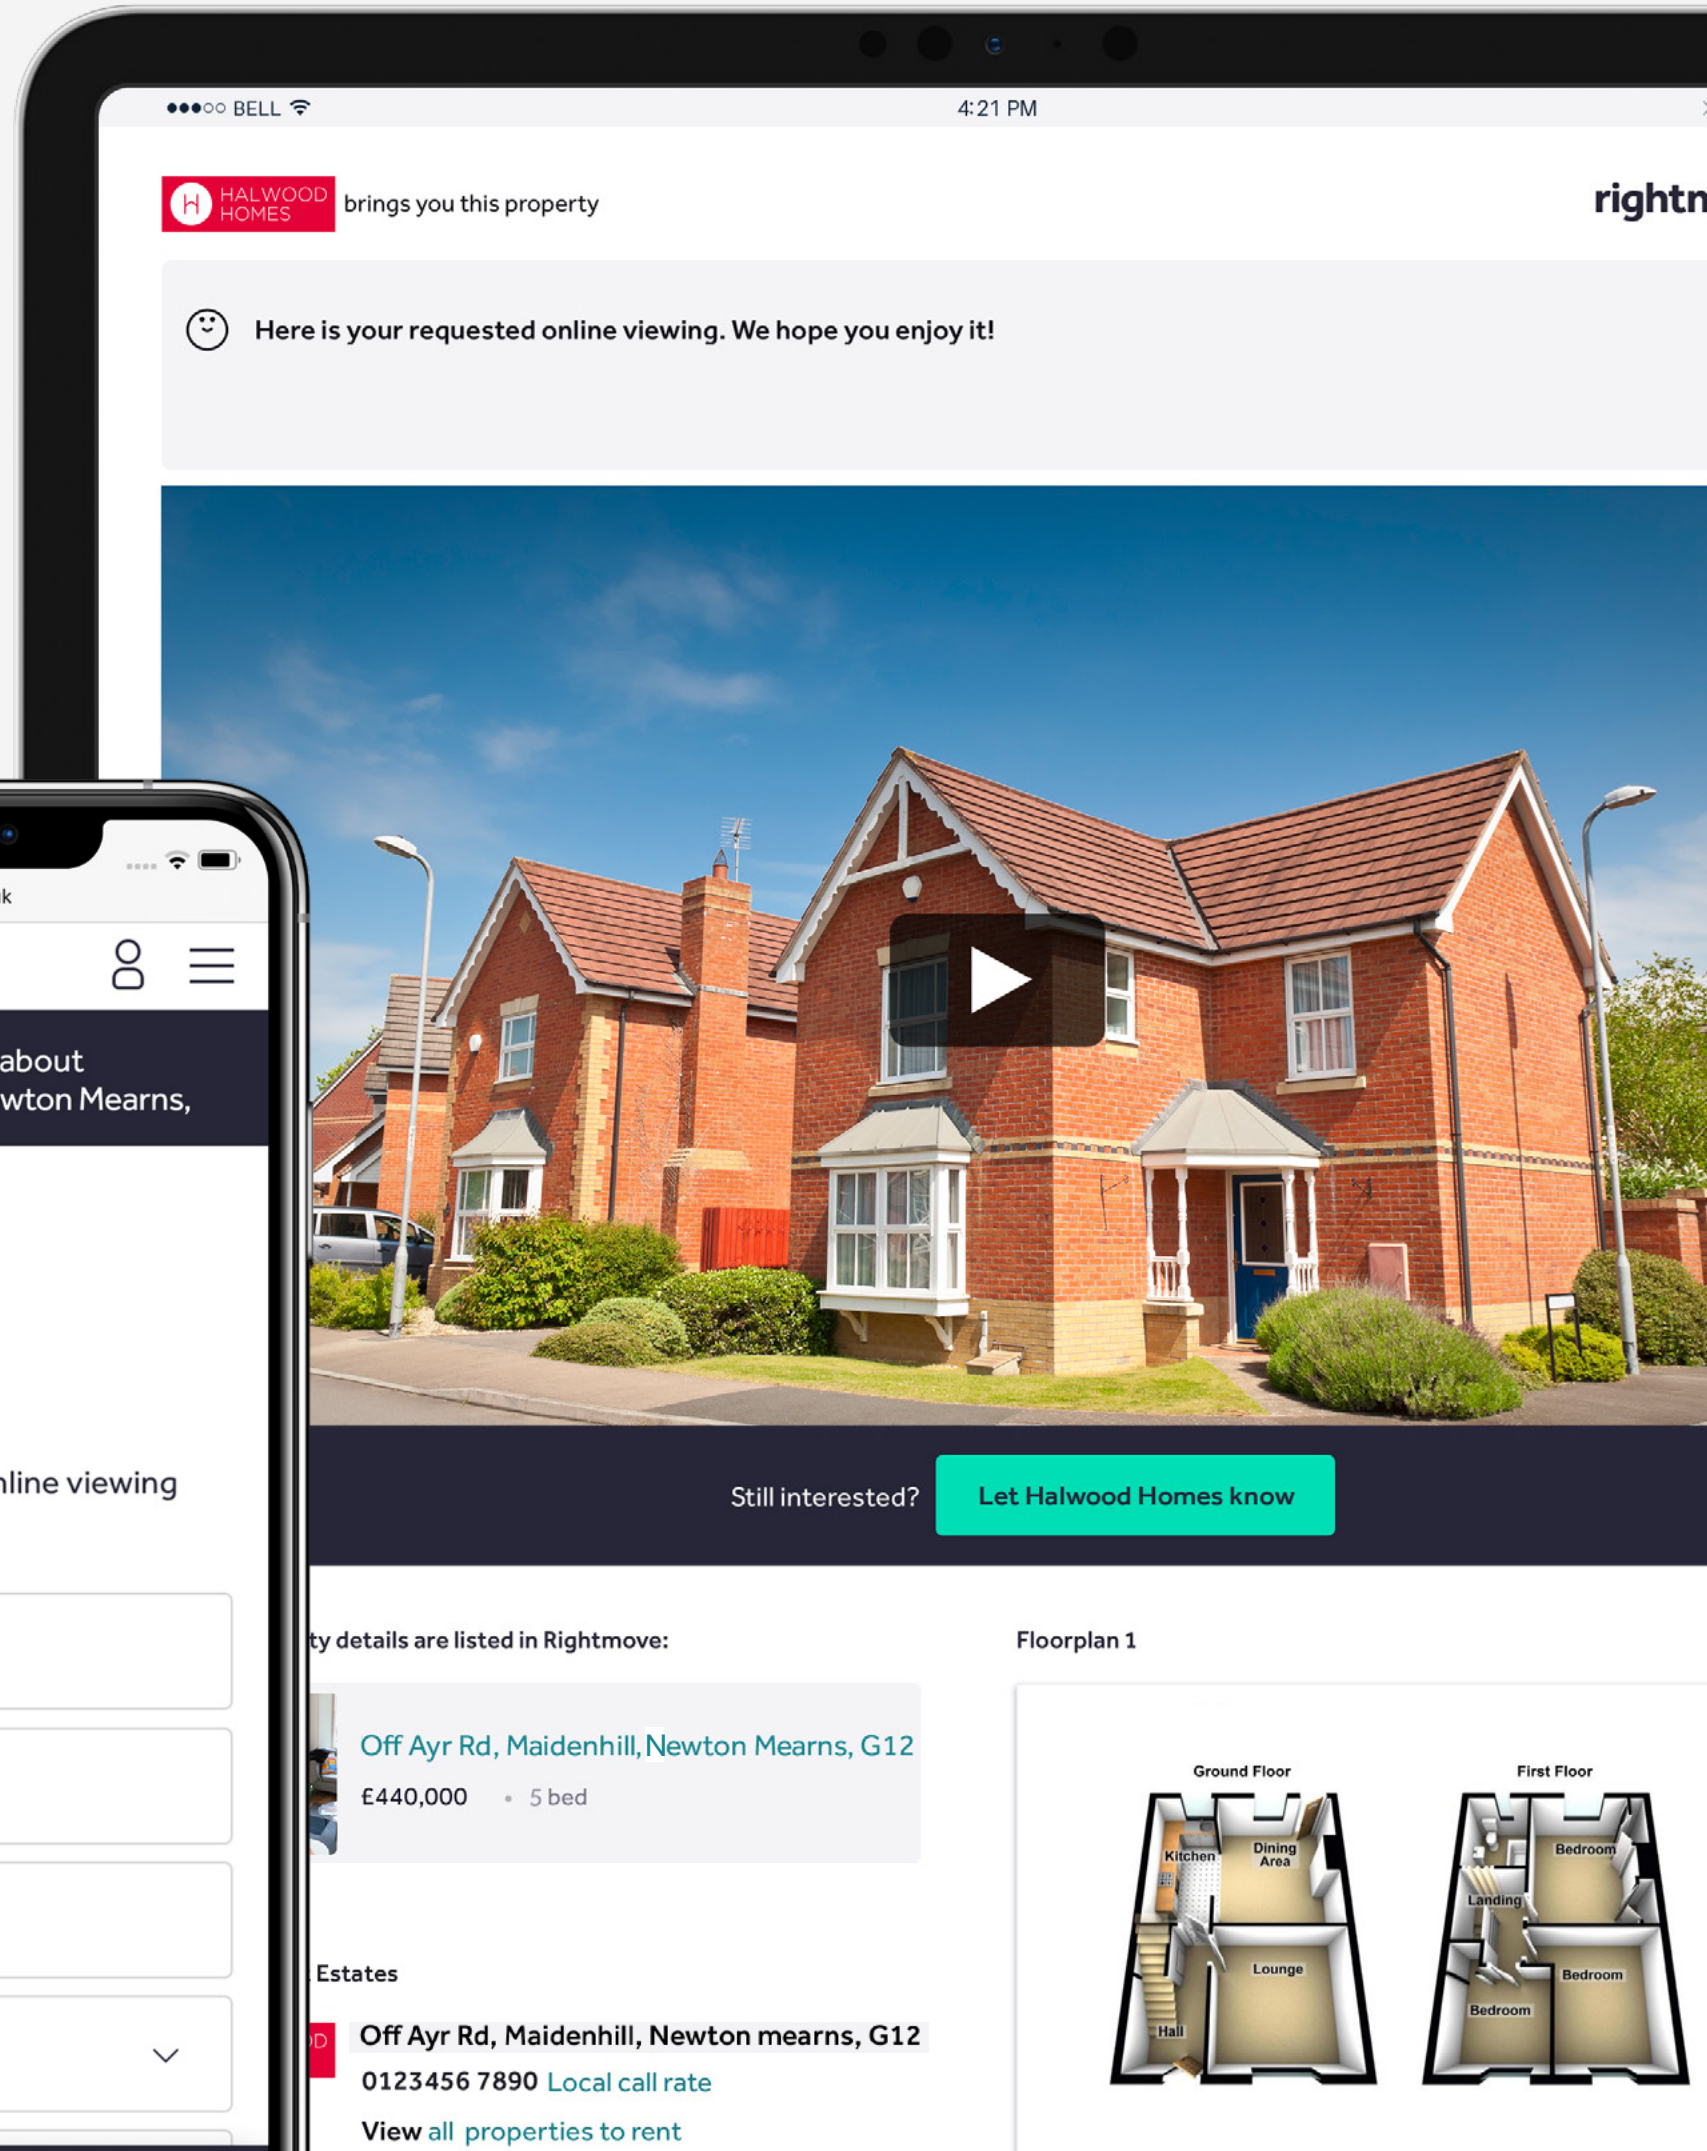 BELL
4:21 PM
HALWOOD
HOMES
brings you this property
Here is your requested online viewing. We hope you enjoy it!
about
Mearns,
viewing
Still interested?
Let Halwood Homes know
details are listed in Rightmove:
Floorplan 1
Off Ayr Rd, Maidenhill, Newton Mearns, G12
£440,000 • 5 bed
Ground Floor
First Floor
Kitchen
Dining
Area
Lounge
Hall
Bedroom
Landing
Bedroom
Bedroom
Estates
Off Ayr Rd, Maidenhill, Newton mearns, G12
0123456 7890 Local call rate
View all properties to rent